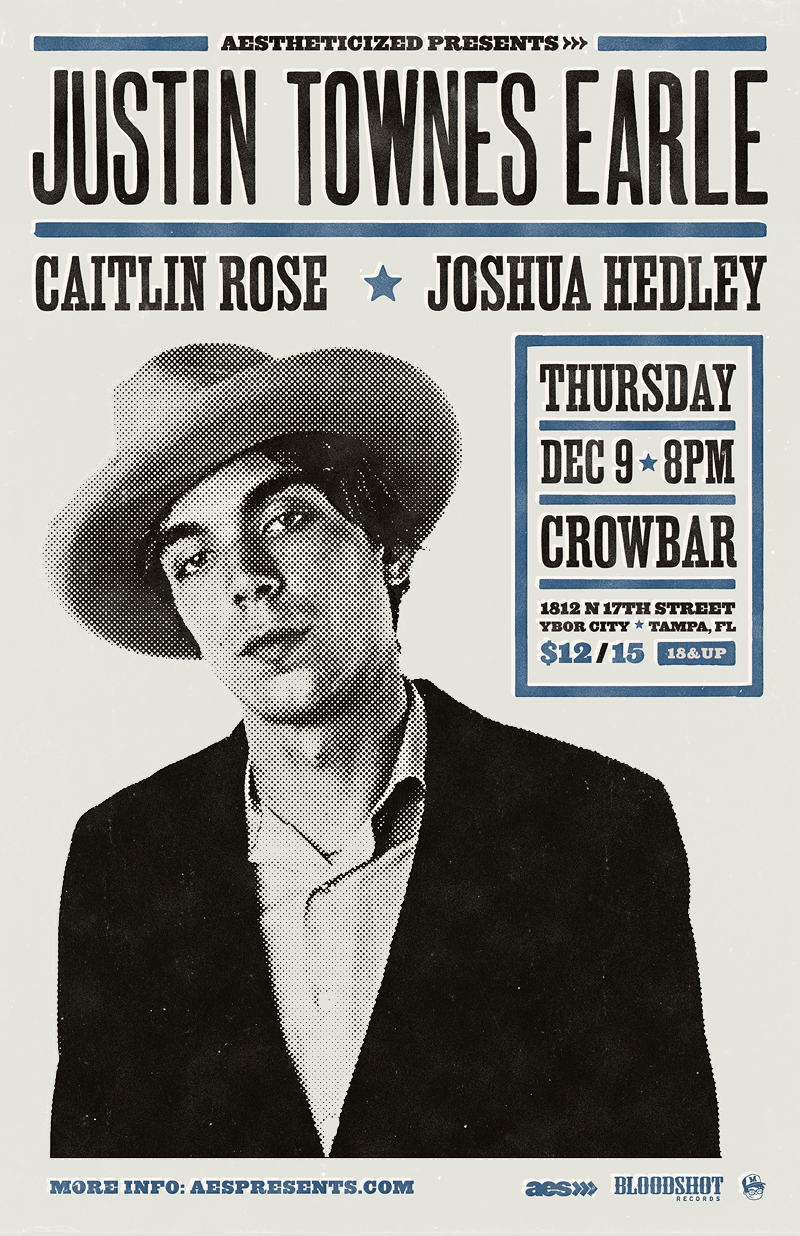 AESTHETICIZED PRESENTS >>>
JUSTIN TOWNES EARLE
CAITLIN ROSE ★ JOSHUA HEDLEY
THURSDAY
DEC 9 ★ 8PM
CROWBAR
1812 N 17TH STREET
YBOR CITY ★ TAMPA, FL
$12/15 18&UP
MORE INFO: AESPRESENTS.COM
aes>>>
BLOODSHOT
RECORDS